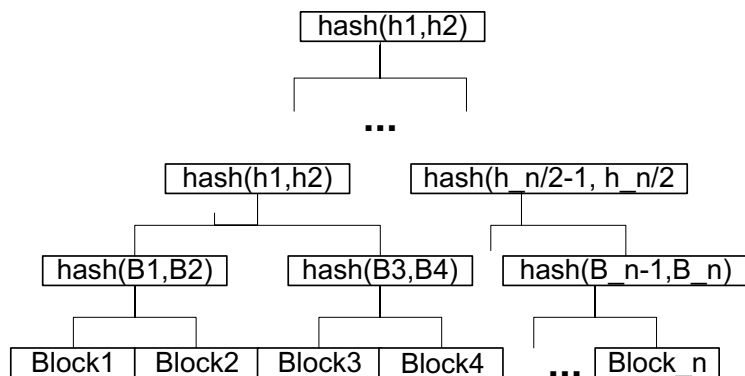 hash(h1,h2)
...
hash(h1,h2) hash(h_n/2-1, h_n/2
hash(B1,B2) hash(B3,B4) hash(B_n-1,B_n)
Block1 Block2 Block3 Block4 ... Block_n